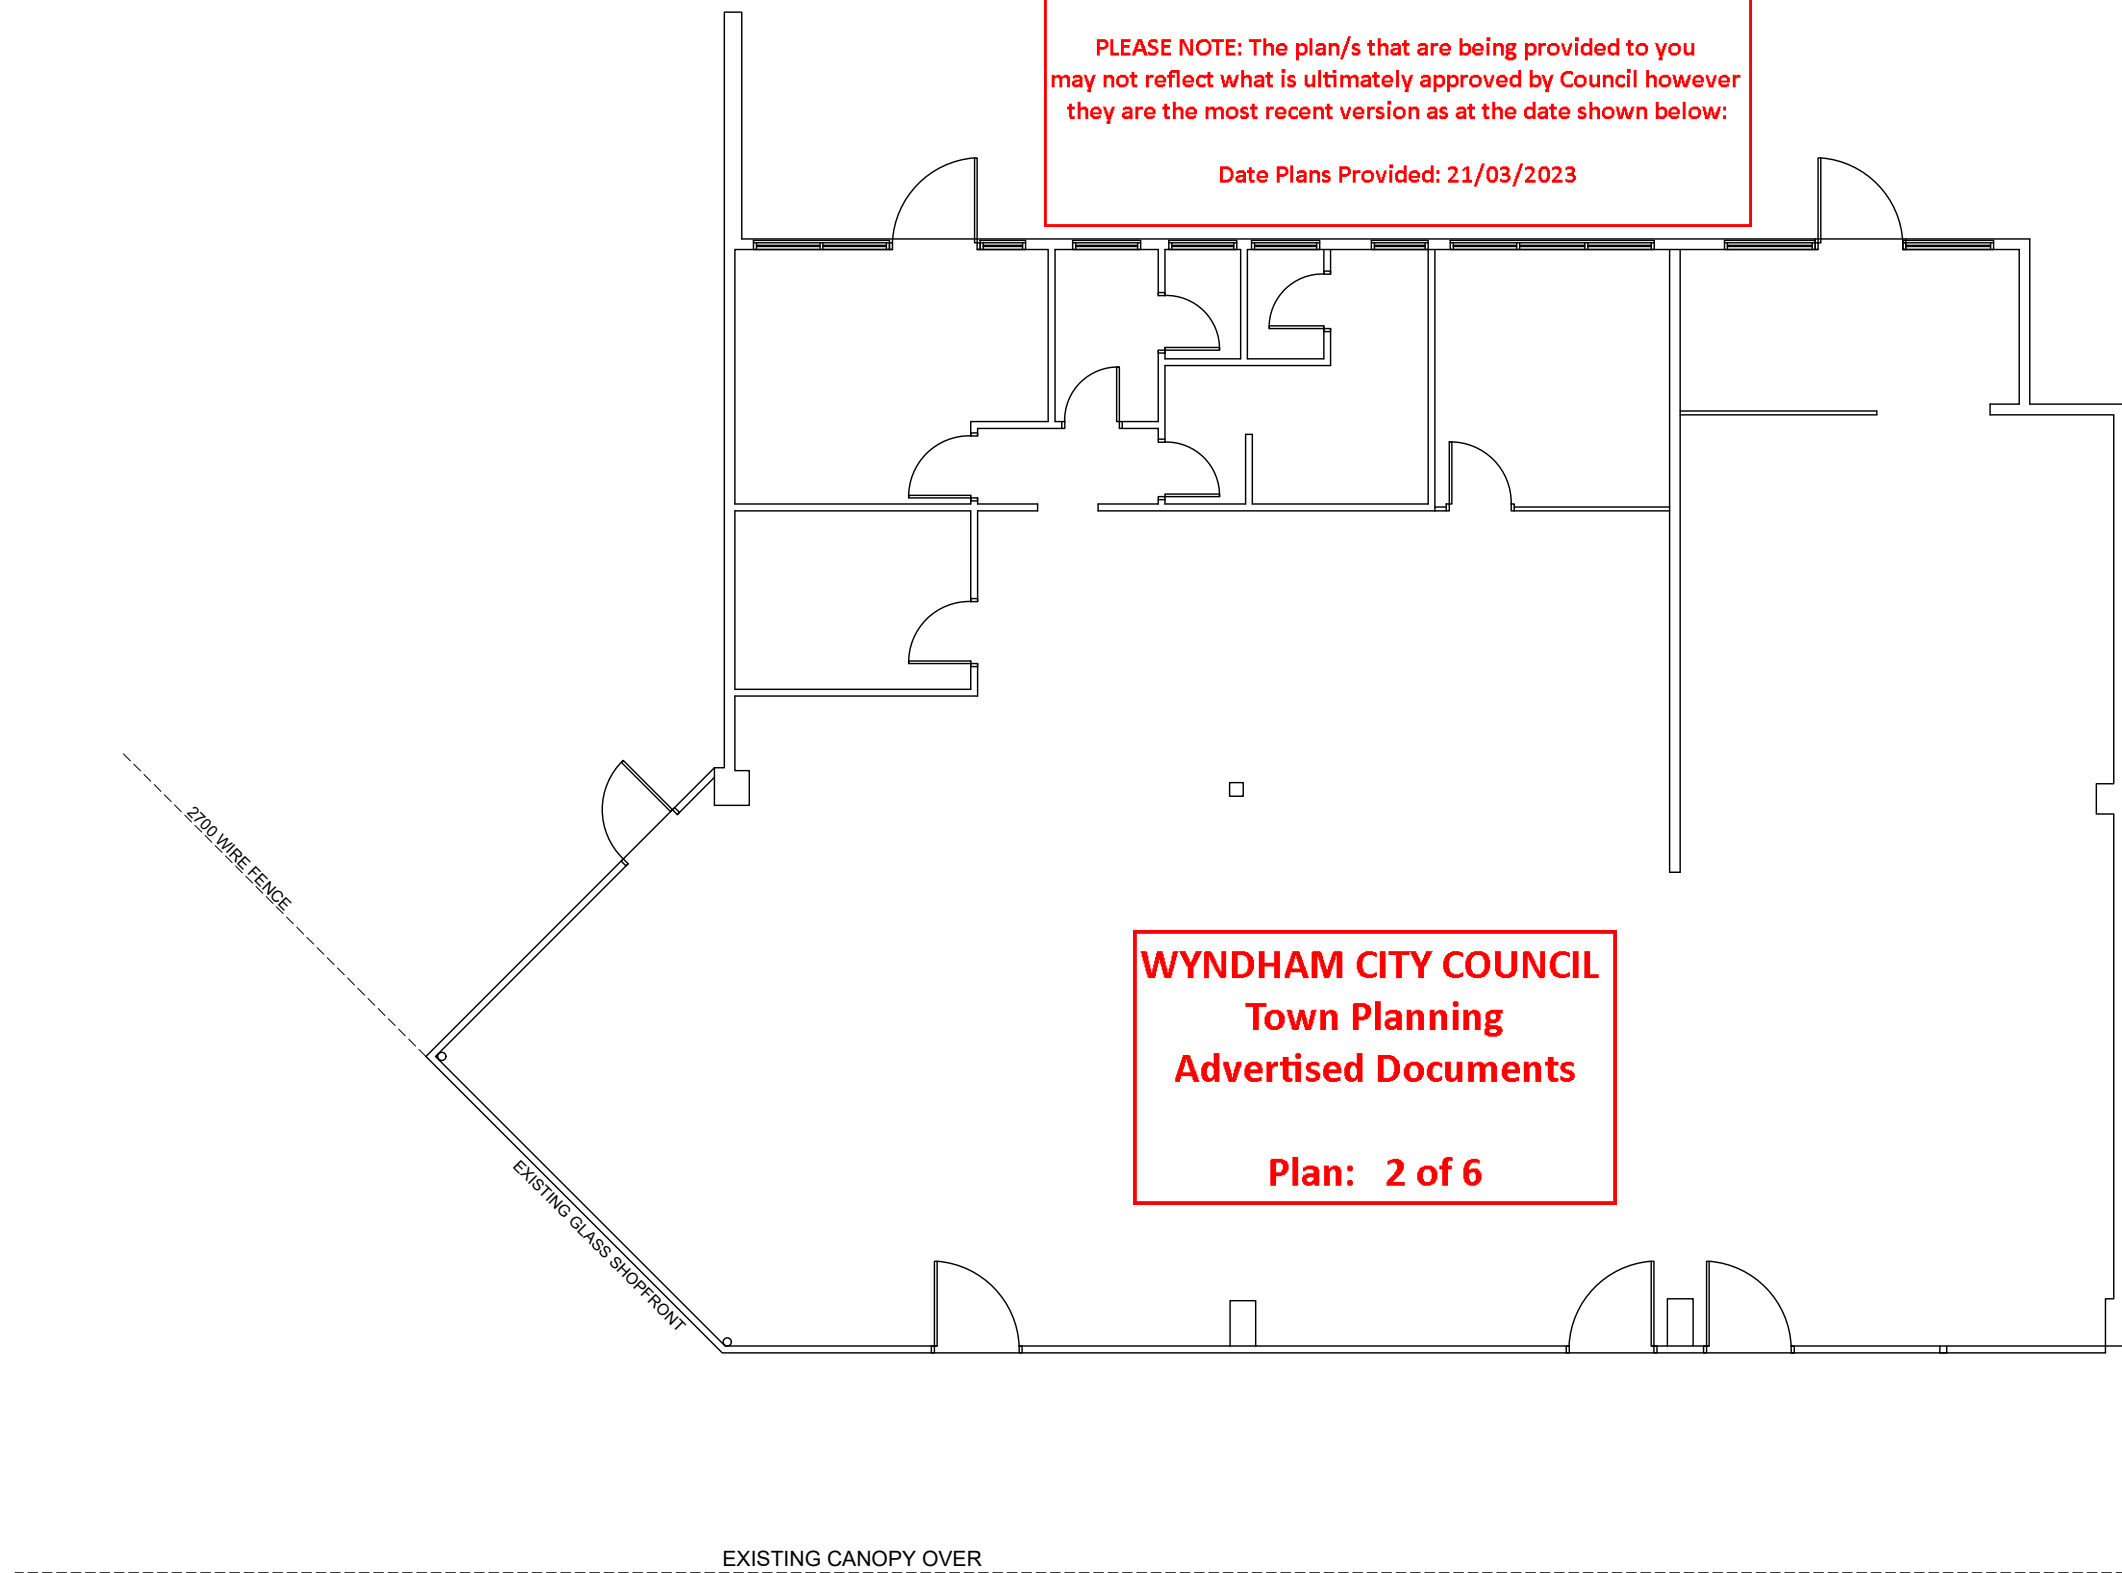 PLEASE NOTE: The plan/s that are being provided to you
may not reflect what is ultimately approved by Council however
they are the most recent version as at the date shown below:
Date Plans Provided: 21/03/2023
2700 WIRE FENCE
WYNDHAM CITY COUNCIL
Town Planning
Advertised Documents
Plan: 2 of 6
EXISTING GLASS SHOPFRONT
EXISTING CANOPY OVER